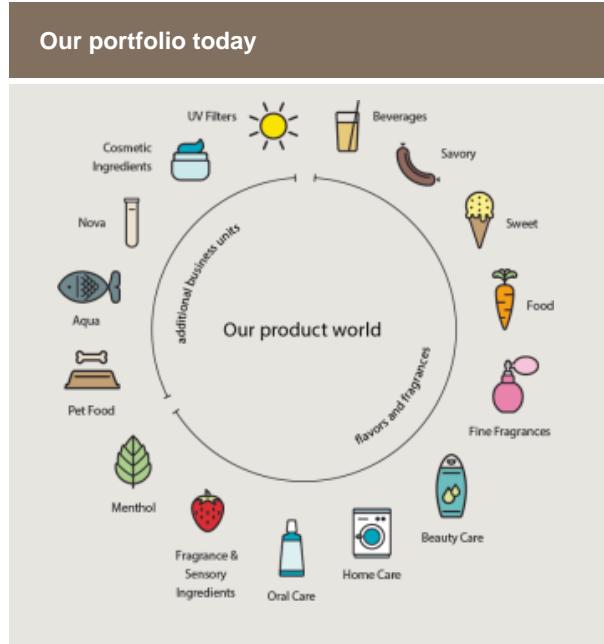 Our portfolio today
UV Filters
Beverages
Cosmetic
Ingredients
Savory
Nova
Sweet
additional business units
Aqua
Food
Our product world
flavors and fragrances
Pet Food
Fine Fragrances
Menthol
Beauty Care
Fragrance &
Sensory
Ingredients
Home Care
Oral Care